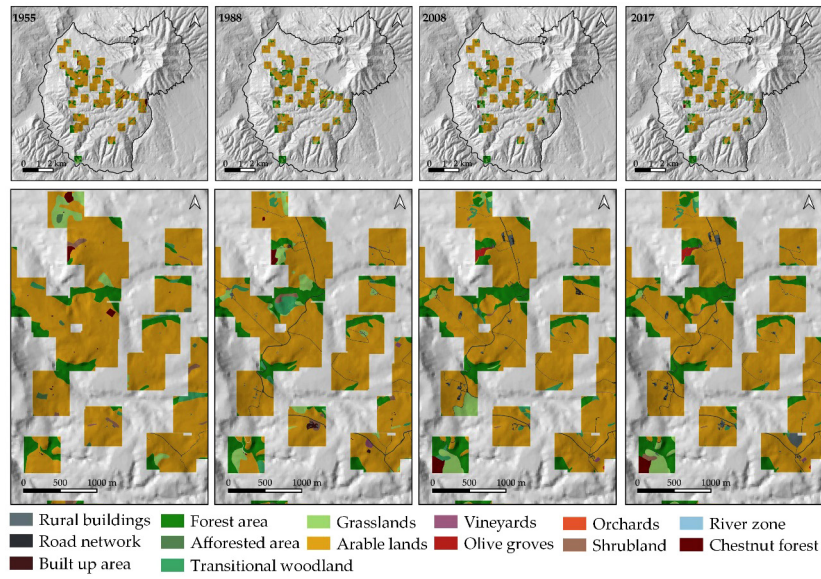 1955 1988 2008 2017
0 1 2 km 0 1 2 km 0 1 2 km 0 1 2 km
0 500 1000 m 0 500 1000 m 0 500 1000 m 0 500 1000 m
Rural buildings Forest area Grasslands Vineyards Orchards River zone
Road network Afforested area Arable lands Olive groves Shrubland Chestnut forest
Built up area Transitional woodland